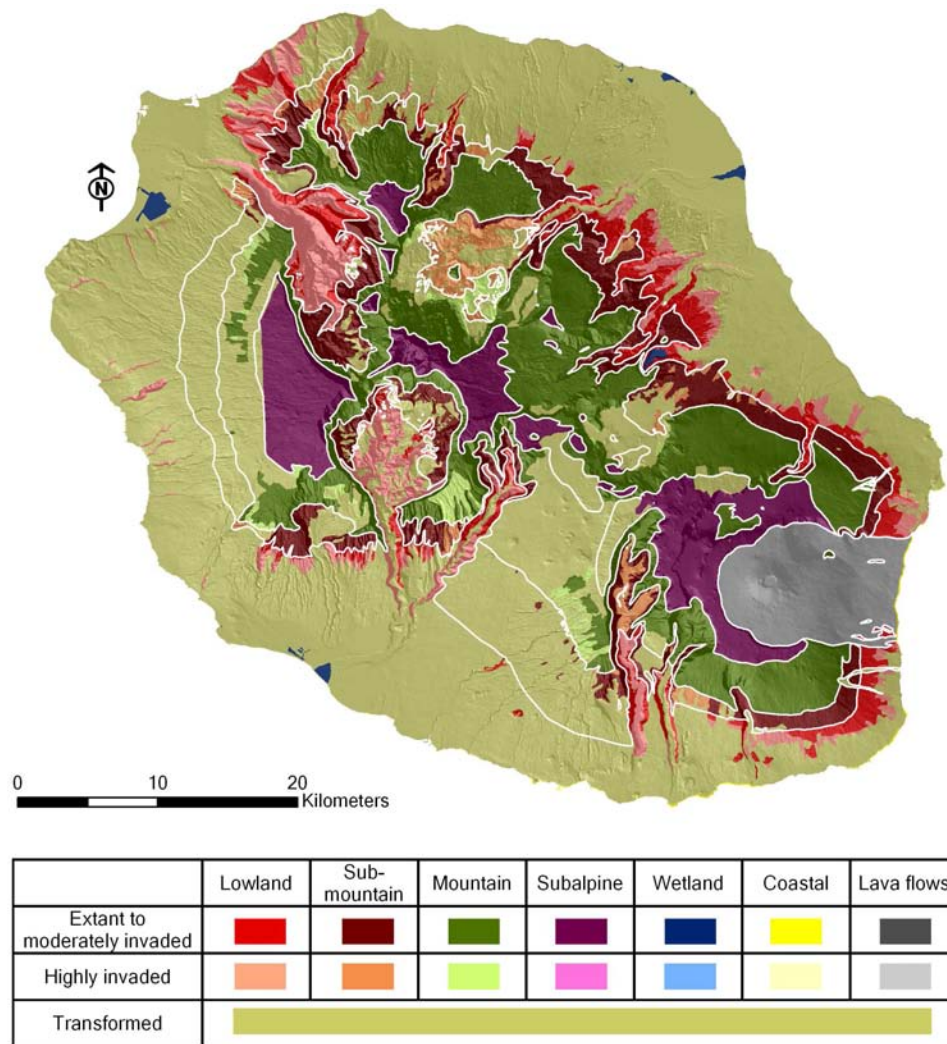 N
0 10 20
Kilometers
Lowland Sub-mountain Mountain Subalpine Wetland Coastal Lava flows
Extant to
moderately invaded
Highly invaded
Transformed